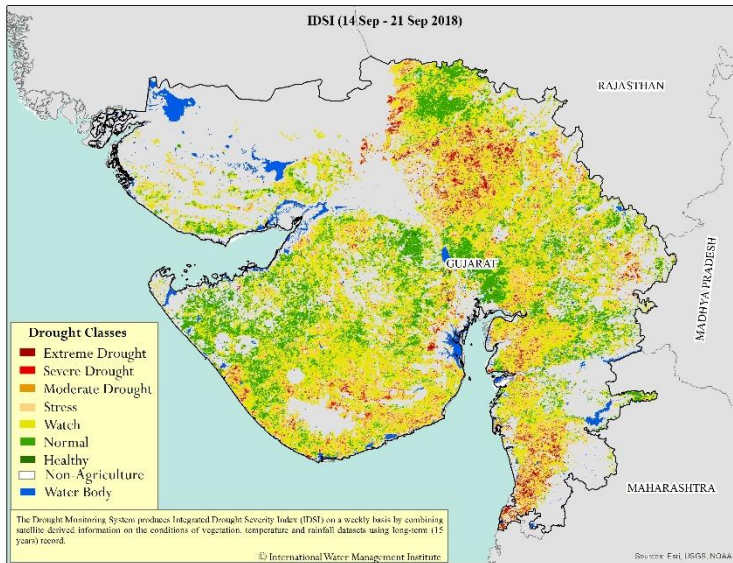 IDSI (14 Sep - 21 Sep 2018)
RAJASTHAN
GUJARAT
MADHYA PRADESH
MAHARASHTRA
Drought Classes
Extreme Drought
Severe Drought
Moderate Drought
Stress
Watch
Normal
Healthy
Non-Agriculture
Water Body
The Drought Monitoring System produces Integrated Drought Severity Index (IDSI) on a weekly basis by combining
satellite derived information on the conditions of vegetation, temperature and rainfall datasets using long-term (15
years) record.
© International Water Management Institute
Sources: Esri, USGS, NOAA